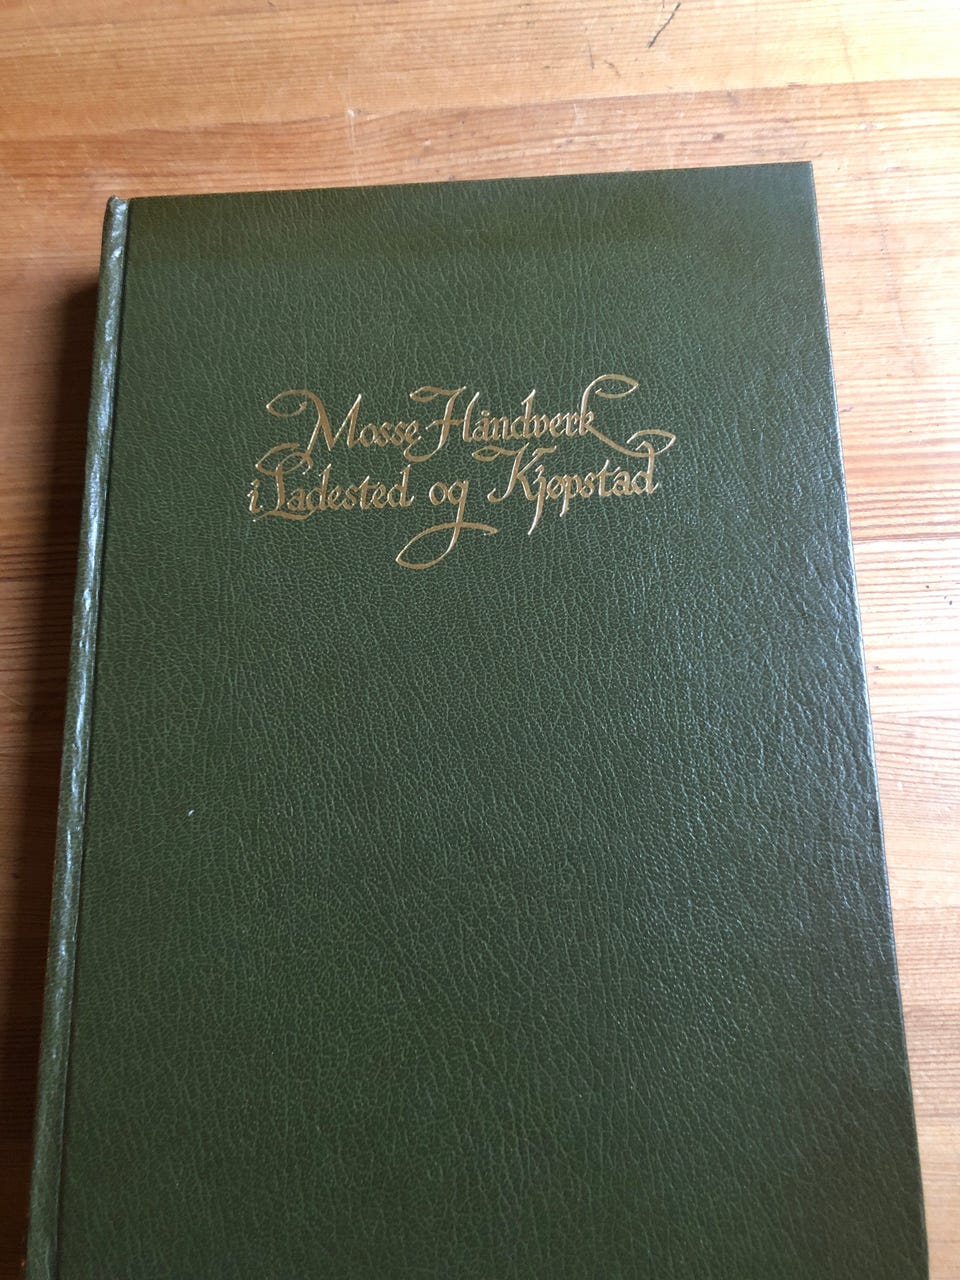 Mosse Håndverk
i Ladested og Kjøpstad